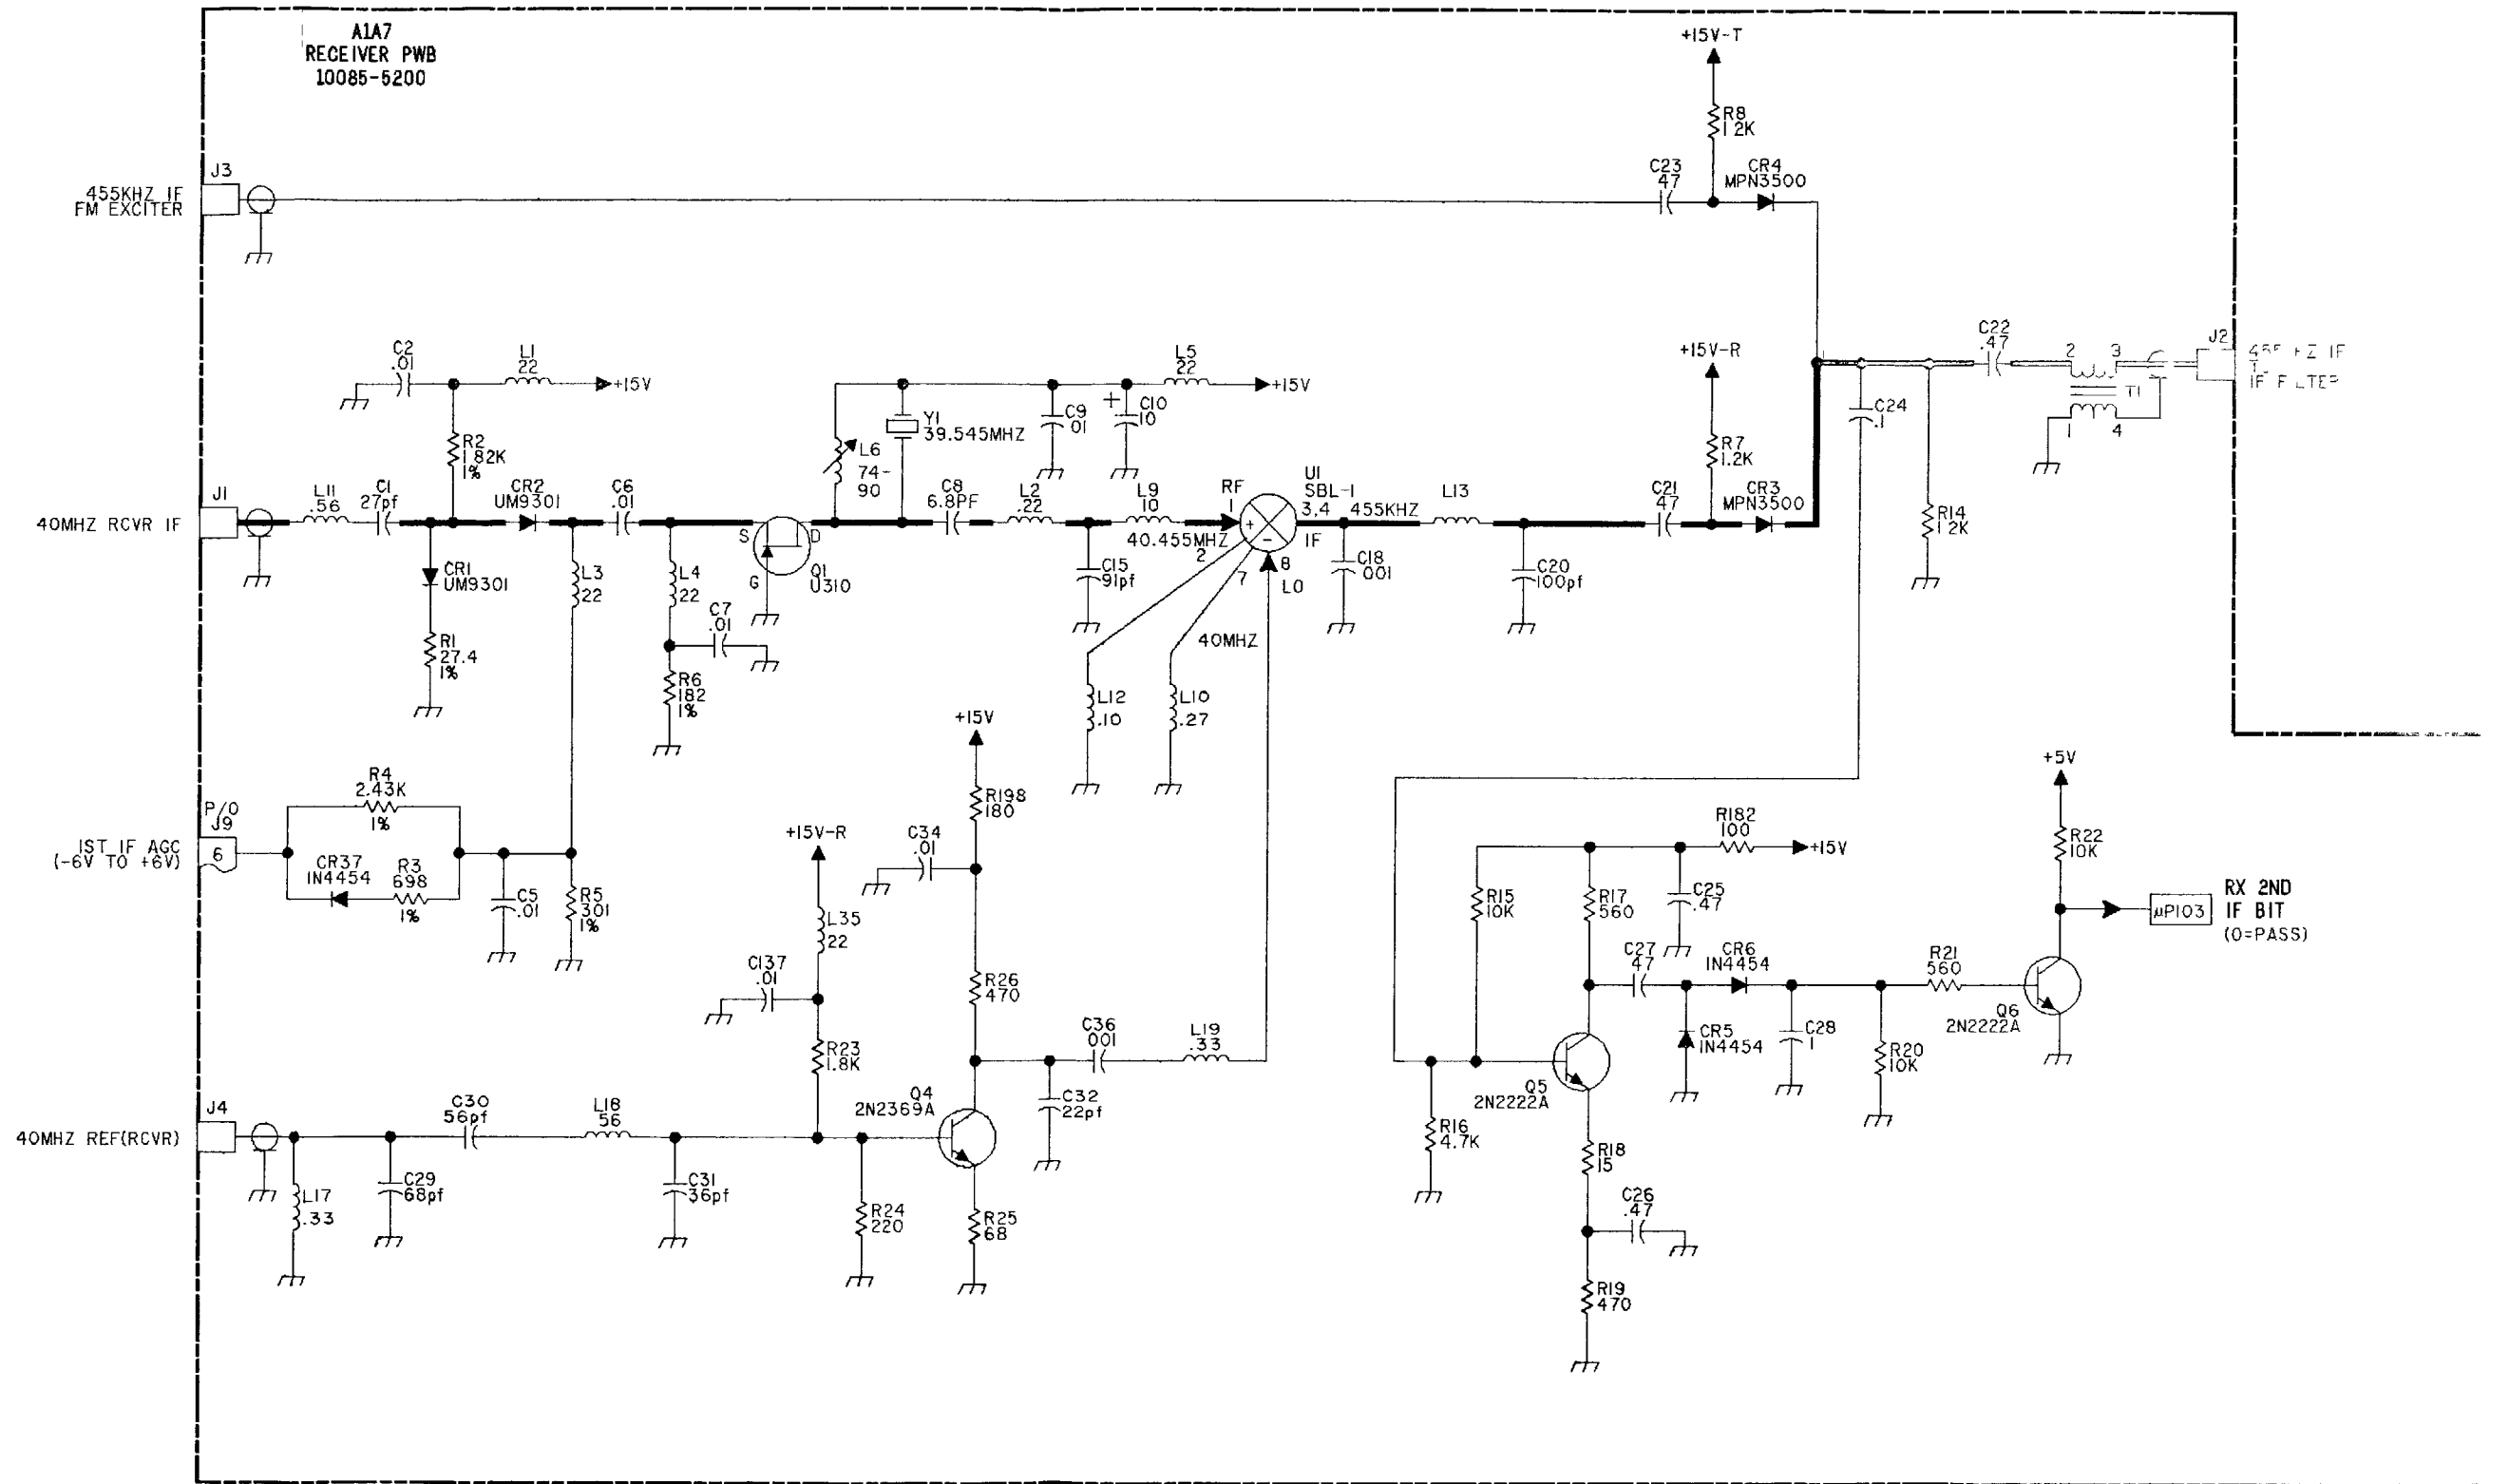 A1A7
RECEIVER PWB
10085-5200
+15V-T
R8
1.2K
C23
47
CR4
MPN3500
J3
455KHZ IF
FM EXCITER
C2
.01
L1
22
+15V
R2
1.82K
1%
L5
22
+15V
C9
01
+
C10
10
Y1
39.545MHZ
L6
74-
90
+15V-R
R7
1.2K
C22
.47
2
3
T1
1
4
J2
IF
C24
.1
R14
1.2K
J1
40MHZ RCVR IF
L11
.56
C1
27pf
CR2
UM9301
C6
.01
CR1
UM9301
R1
27.4
1%
L3
22
L4
22
C7
.01
R6
182
1%
S
D
G
Q1
U310
C8
6.8PF
L2
.22
L9
10
C15
91pf
RF
1
40.455MHZ
+
-
2
7
8
LO
U1
SBL-1
3,4
455KHZ
IF
C18
001
L13
C20
100pf
C21
47
CR3
MPN3500
40MHZ
L12
.10
L10
.27
P/O
J9
6
1ST IF AGC
(-6V TO +6V)
R4
2.43K
1%
CR37
IN4454
R3
698
1%
C5
.01
R5
301
1%
+15V
R198
180
C34
.01
+15V-R
L35
22
C137
.01
R23
1.8K
R26
470
C36
001
L19
.33
C32
22pf
Q4
2N2369A
J4
40MHZ REF(RCVR)
L17
.33
C29
68pf
C30
56pf
L18
56
C31
36pf
R24
220
R25
68
R182
100
+15V
R15
10K
R17
560
C25
.47
C27
47
CR6
IN4454
CR5
IN4454
C28
1
R20
10K
R21
560
Q6
2N2222A
+5V
R22
10K
µP103
RX 2ND
IF BIT
(0=PASS)
Q5
2N2222A
R16
4.7K
R18
15
C26
.47
R19
470